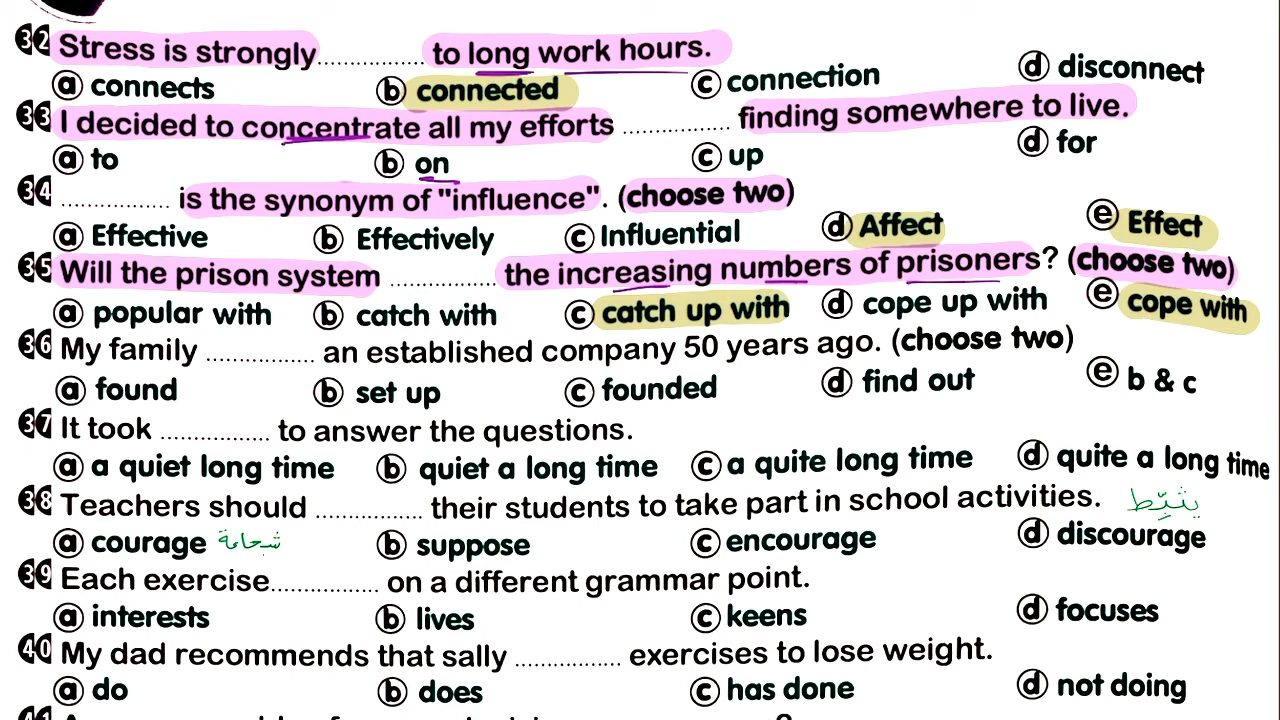 32 Stress is strongly ................ to long work hours.
a connects b connected c connection d disconnect
33 I decided to concentrate all my efforts ................ finding somewhere to live.
a to b on c up d for
34 ................ is the synonym of "influence". (choose two)
a Effective b Effectively c Influential d Affect e Effect
35 Will the prison system ................ the increasing numbers of prisoners? (choose two)
a popular with b catch with c catch up with d cope up with e cope with
36 My family ................ an established company 50 years ago. (choose two)
a found b set up c founded d find out e b & c
37 It took ................ to answer the questions.
a a quiet long time b quiet a long time c a quite long time d quite a long time
38 Teachers should ................ their students to take part in school activities. يثبِّط
a courage شجاعة b suppose c encourage d discourage
39 Each exercise................ on a different grammar point.
a interests b lives c keens d focuses
40 My dad recommends that sally ................ exercises to lose weight.
a do b does c has done d not doing